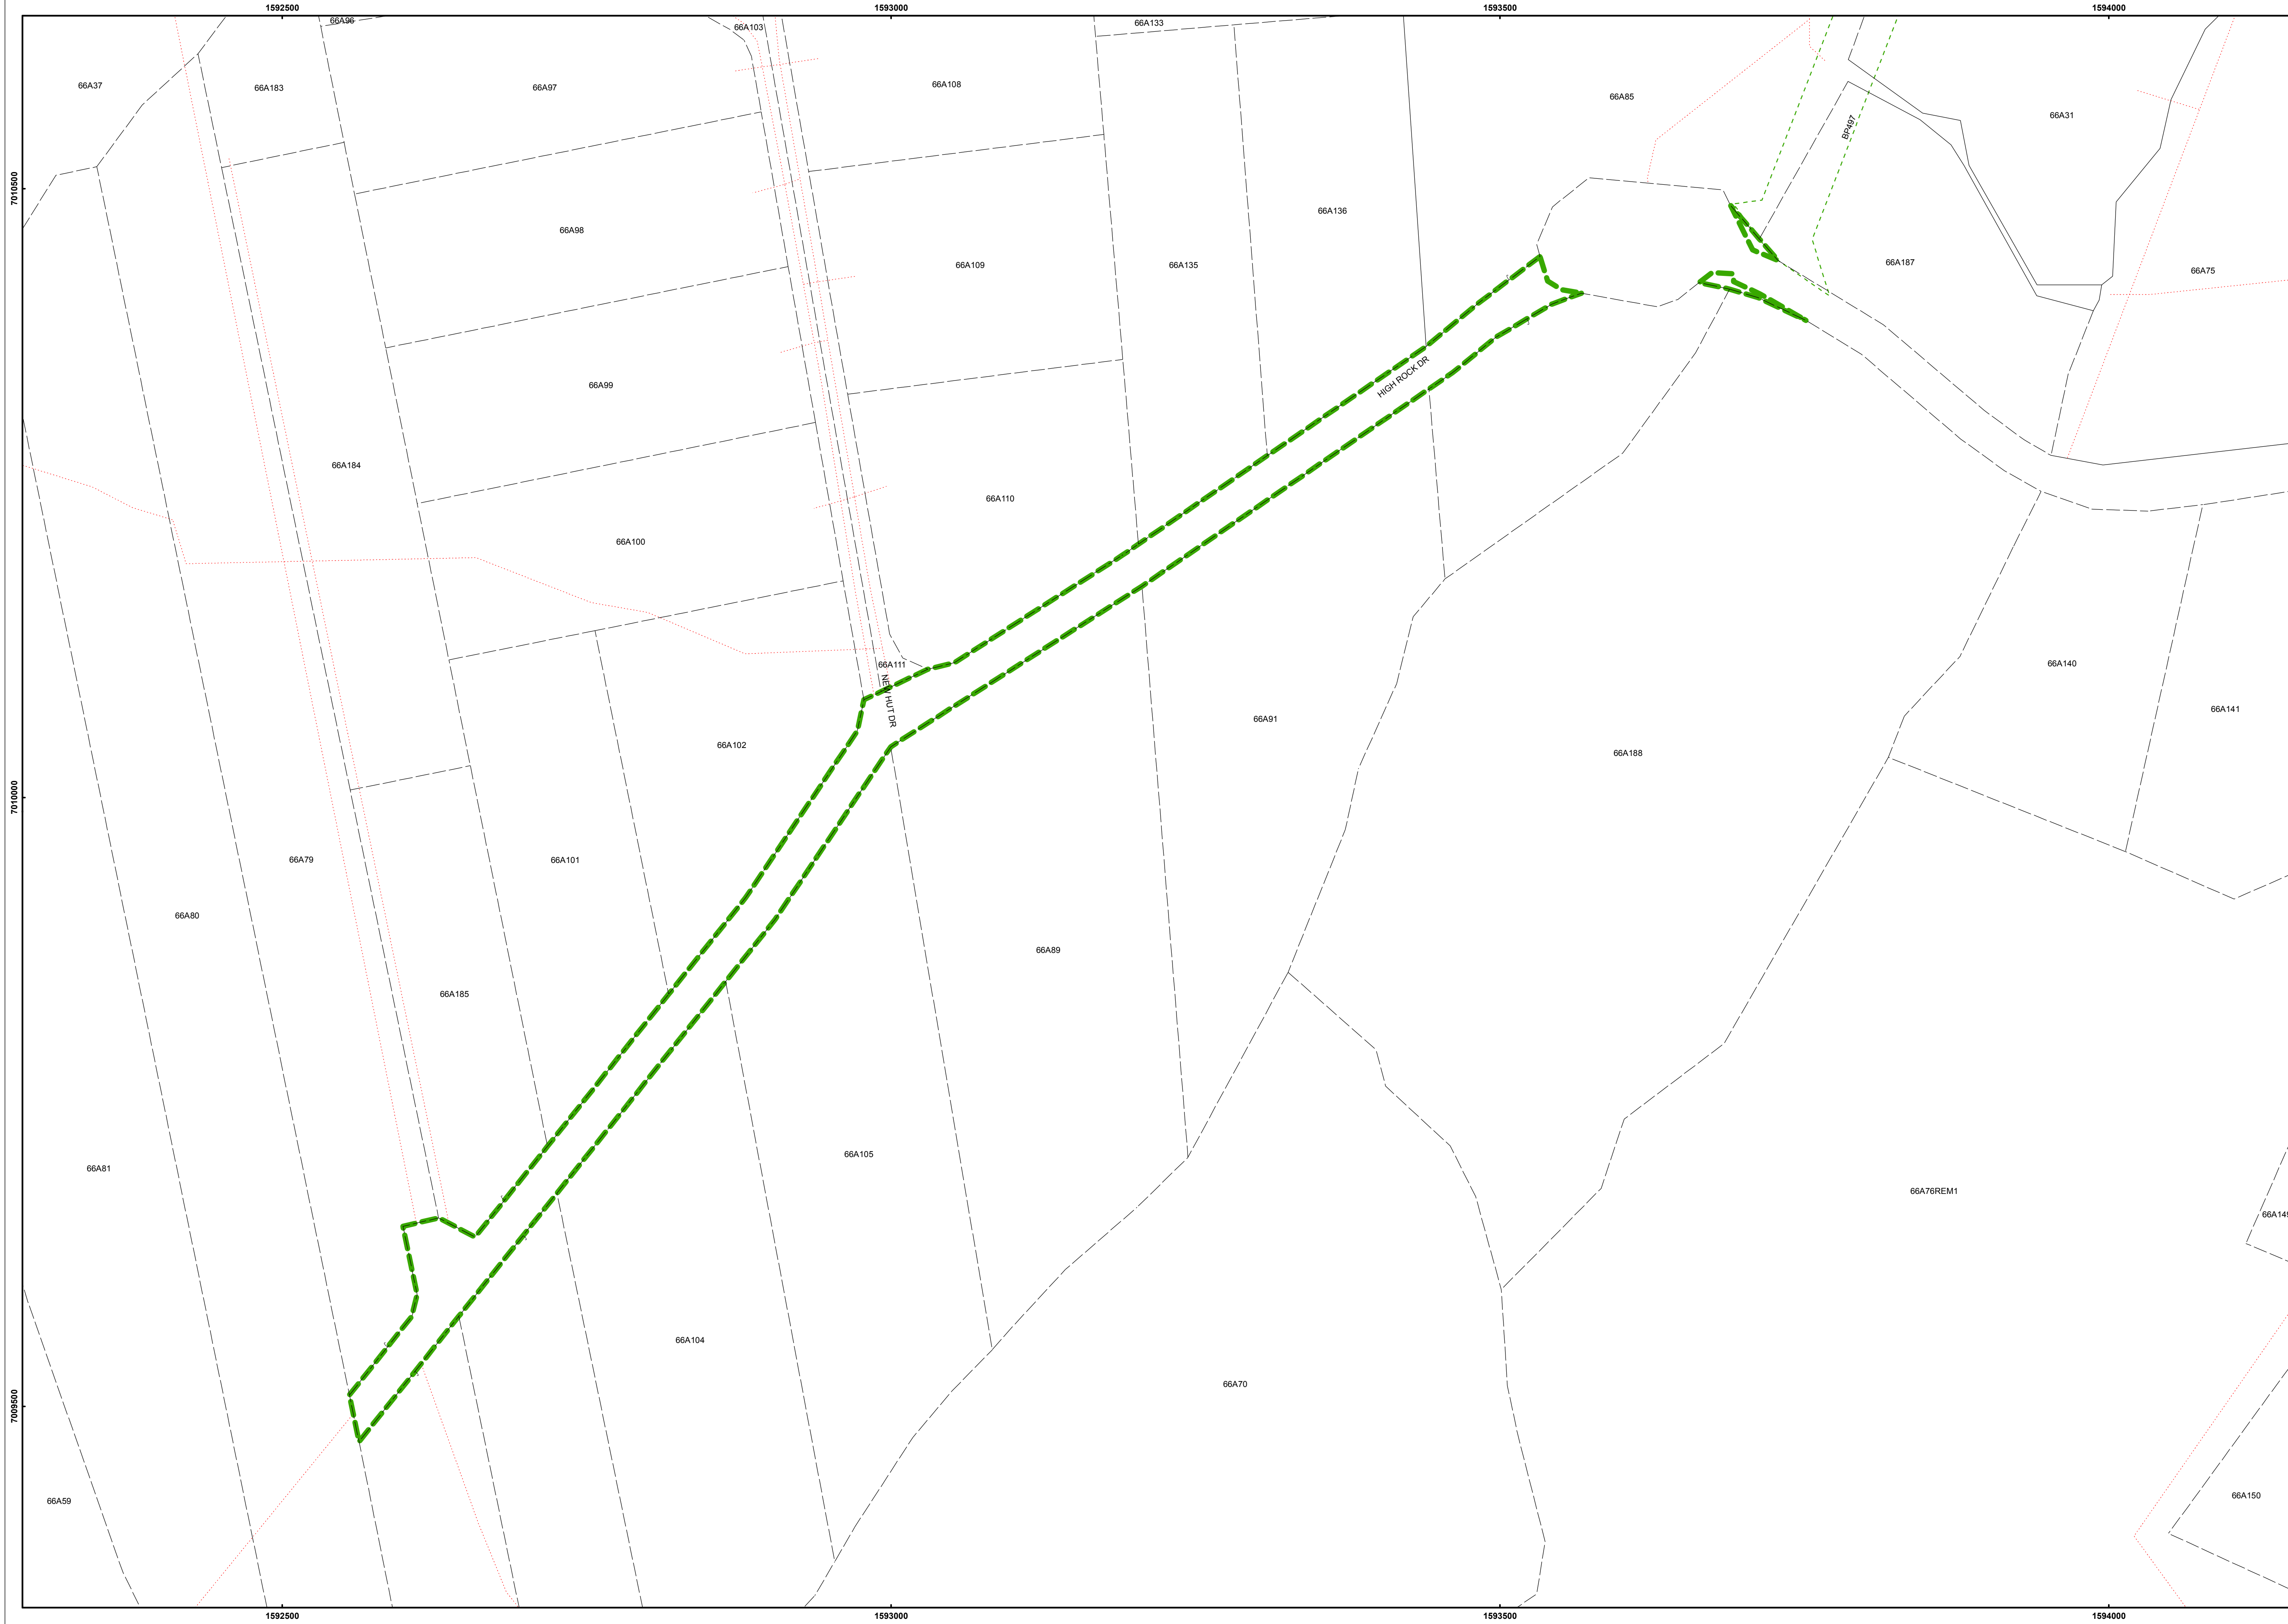 1592500
1593000
1593500
1594000
66A96
66A103
66A133
66A37
66A183
66A97
66A108
66A85
66A31
BP497
7010500
66A98
66A136
66A109
66A135
66A187
66A75
HIGH ROCK DR
66A99
66A184
66A110
66A100
66A111
NEW HUT DR
66A140
66A141
66A91
66A102
66A188
7010000
66A79
66A101
66A80
66A89
66A185
66A105
66A81
66A76REM1
66A149
66A104
66A70
7009500
66A59
66A150
1592500
1593000
1593500
1594000